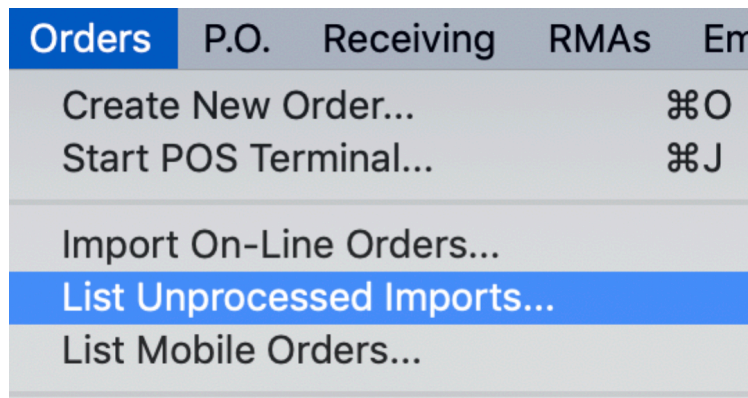 Orders P.O. Receiving RMAs
Create New Order... ⌘O
Start POS Terminal... ⌘J
Import On-Line Orders...
List Unprocessed Imports...
List Mobile Orders...